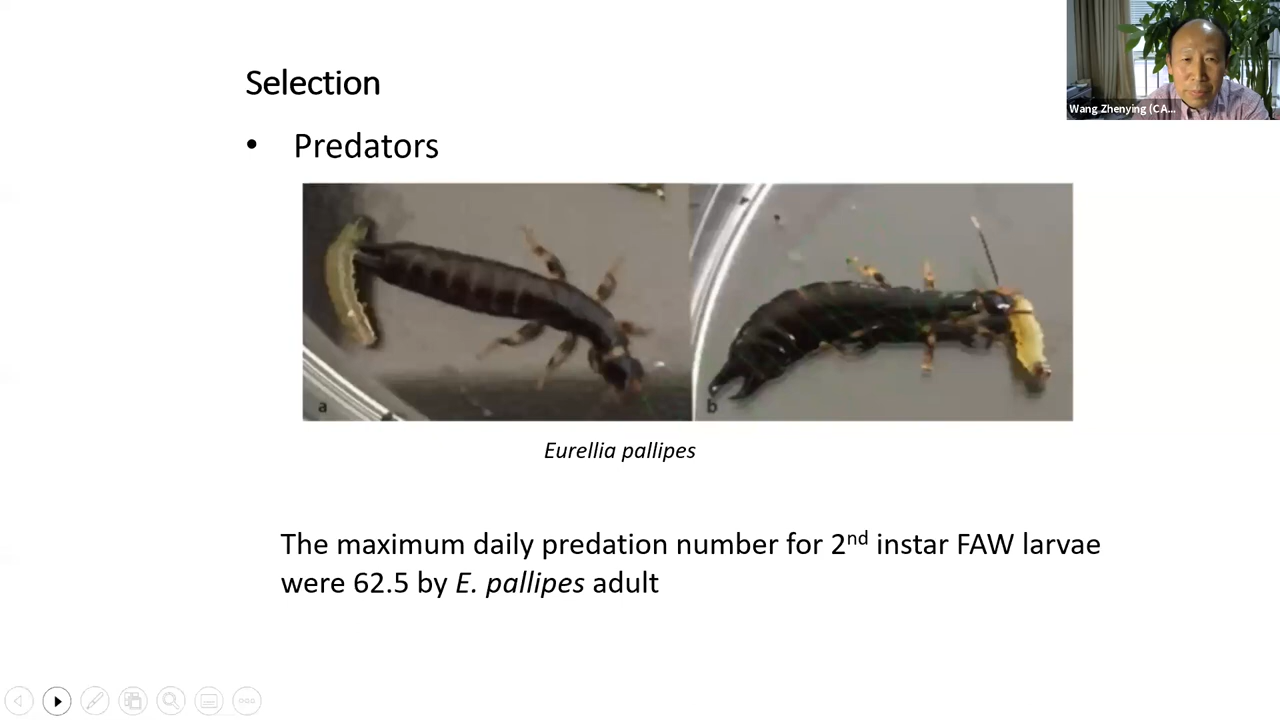 Wang Zhenying (CA...
Selection
• Predators
a
b
Eurellia pallipes
The maximum daily predation number for 2nd instar FAW larvae
were 62.5 by E. pallipes adult